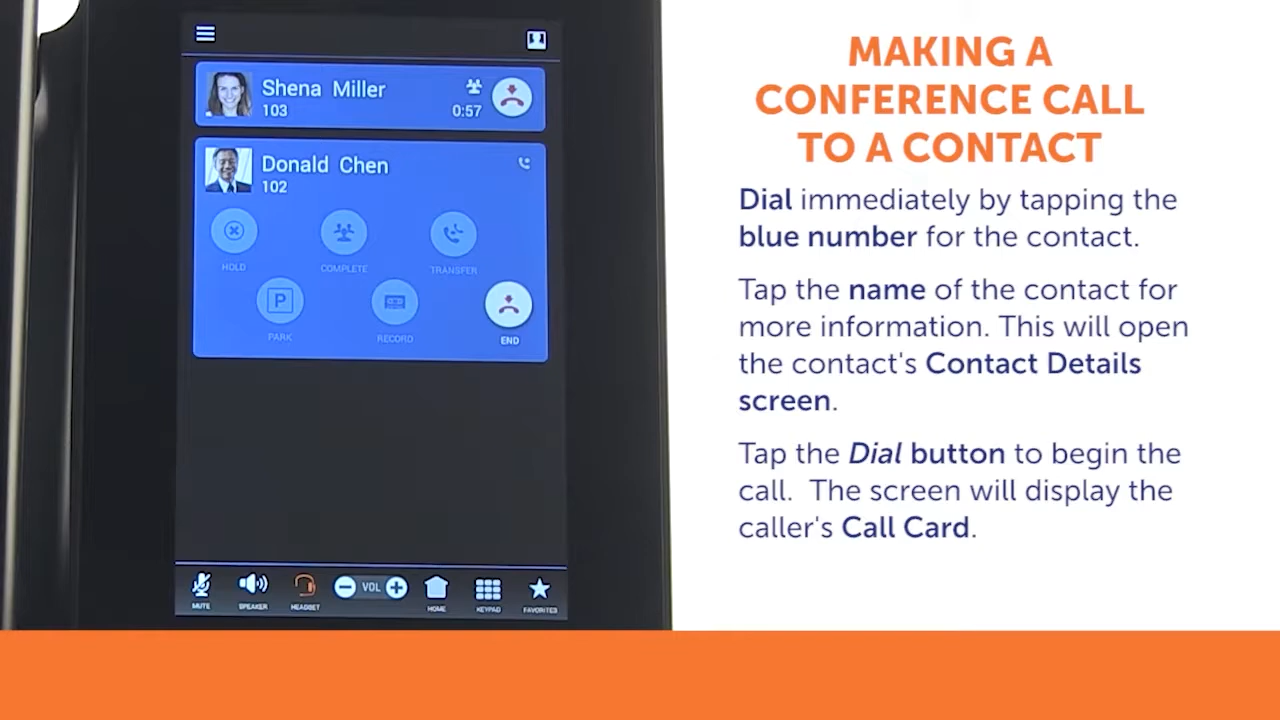 Shena Miller
103
0:57
Donald Chen
102
HOLD
COMPLETE
TRANSFER
P
PARK
RECORD
END
MUTE
SPEAKER
HEADSET
VOL
HOME
KEYPAD
FAVORITES
MAKING A
CONFERENCE CALL
TO A CONTACT
Dial immediately by tapping the
blue number for the contact.
Tap the name of the contact for
more information. This will open
the contact's Contact Details
screen.
Tap the Dial button to begin the
call. The screen will display the
caller's Call Card.